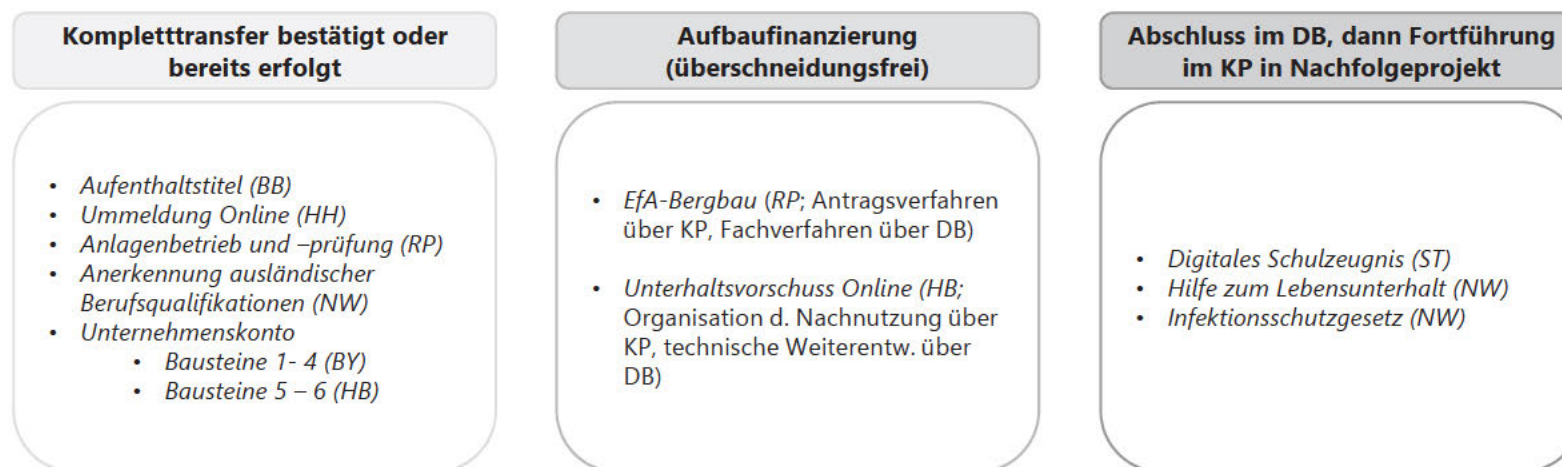 Kompletttransfer bestätigt oder
bereits erfolgt
• Aufenthaltstitel (BB)
• Ummeldung Online (HH)
• Anlagenbetrieb und –prüfung (RP)
• Anerkennung ausländischer
Berufsqualifikationen (NW)
• Unternehmenskonto
• Bausteine 1- 4 (BY)
• Bausteine 5 – 6 (HB)
Aufbaufinanzierung
(überschneidungsfrei)
• EfA-Bergbau (RP; Antragsverfahren
über KP, Fachverfahren über DB)
• Unterhaltsvorschuss Online (HB;
Organisation d. Nachnutzung über
KP, technische Weiterentw. über
DB)
Abschluss im DB, dann Fortführung
im KP in Nachfolgeprojekt
• Digitales Schulzeugnis (ST)
• Hilfe zum Lebensunterhalt (NW)
• Infektionsschutzgesetz (NW)